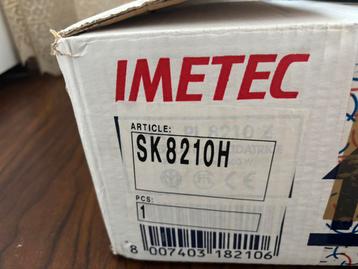 IMETEC
ARTICLE:
SK8210H
PCS:
1
8 007403 182106